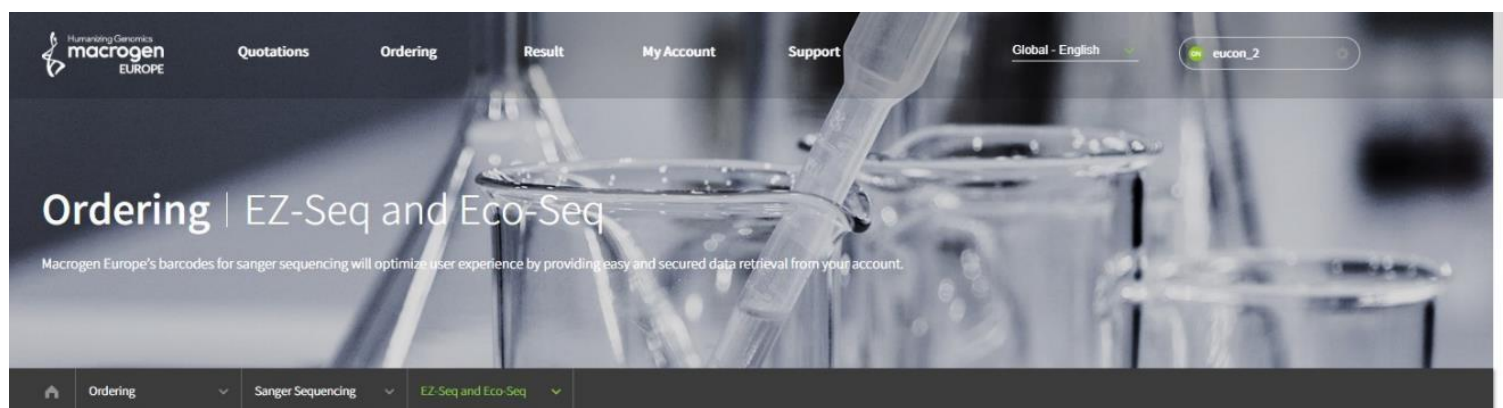 Humanizing Genomics
macrogen
EUROPE
Quotations
Ordering
Result
My Account
Support
Global - English
ON
eucon_2
Ordering | EZ-Seq and Eco-Seq
Macrogen Europe's barcodes for sanger sequencing will optimize user experience by providing easy and secured data retrieval from your account.
Ordering
Sanger Sequencing
EZ-Seq and Eco-Seq